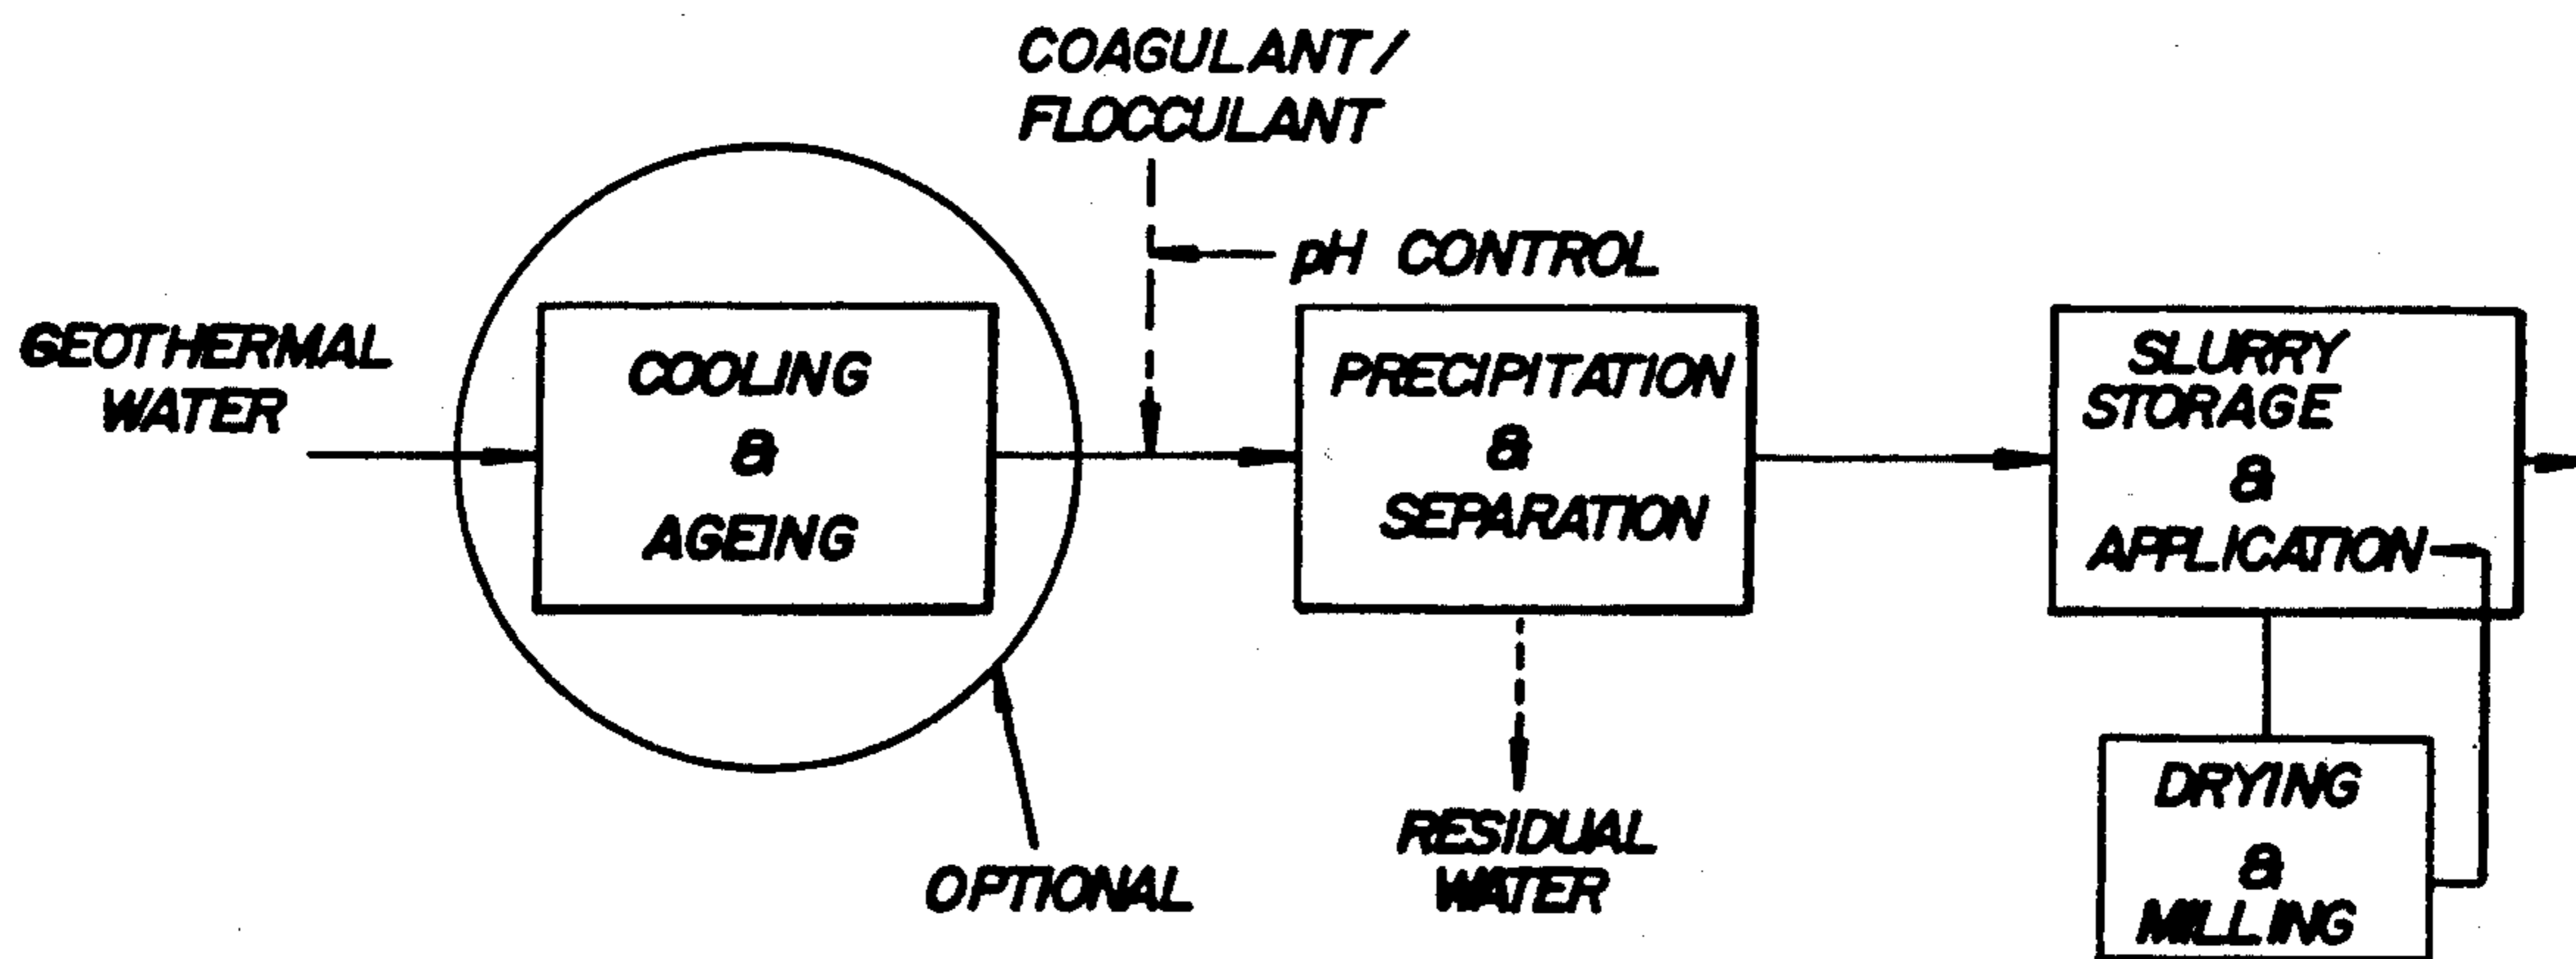 COAGULANT/
FLOCCULANT
pH CONTROL
GEOTHERMAL
WATER
COOLING
&
AGEING
PRECIPITATION
&
SEPARATION
SLURRY
STORAGE
&
APPLICATION
OPTIONAL
RESIDUAL
WATER
DRYING
&
MILLING